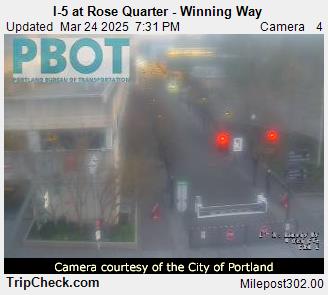 I-5 at Rose Quarter - Winning Way
Updated Mar 24 2025 7:31 PM Camera 4
PBOT
PORTLAND BUREAU OF TRANSPORTATION
Camera courtesy of the City of Portland
TripCheck.com Milepost302.00